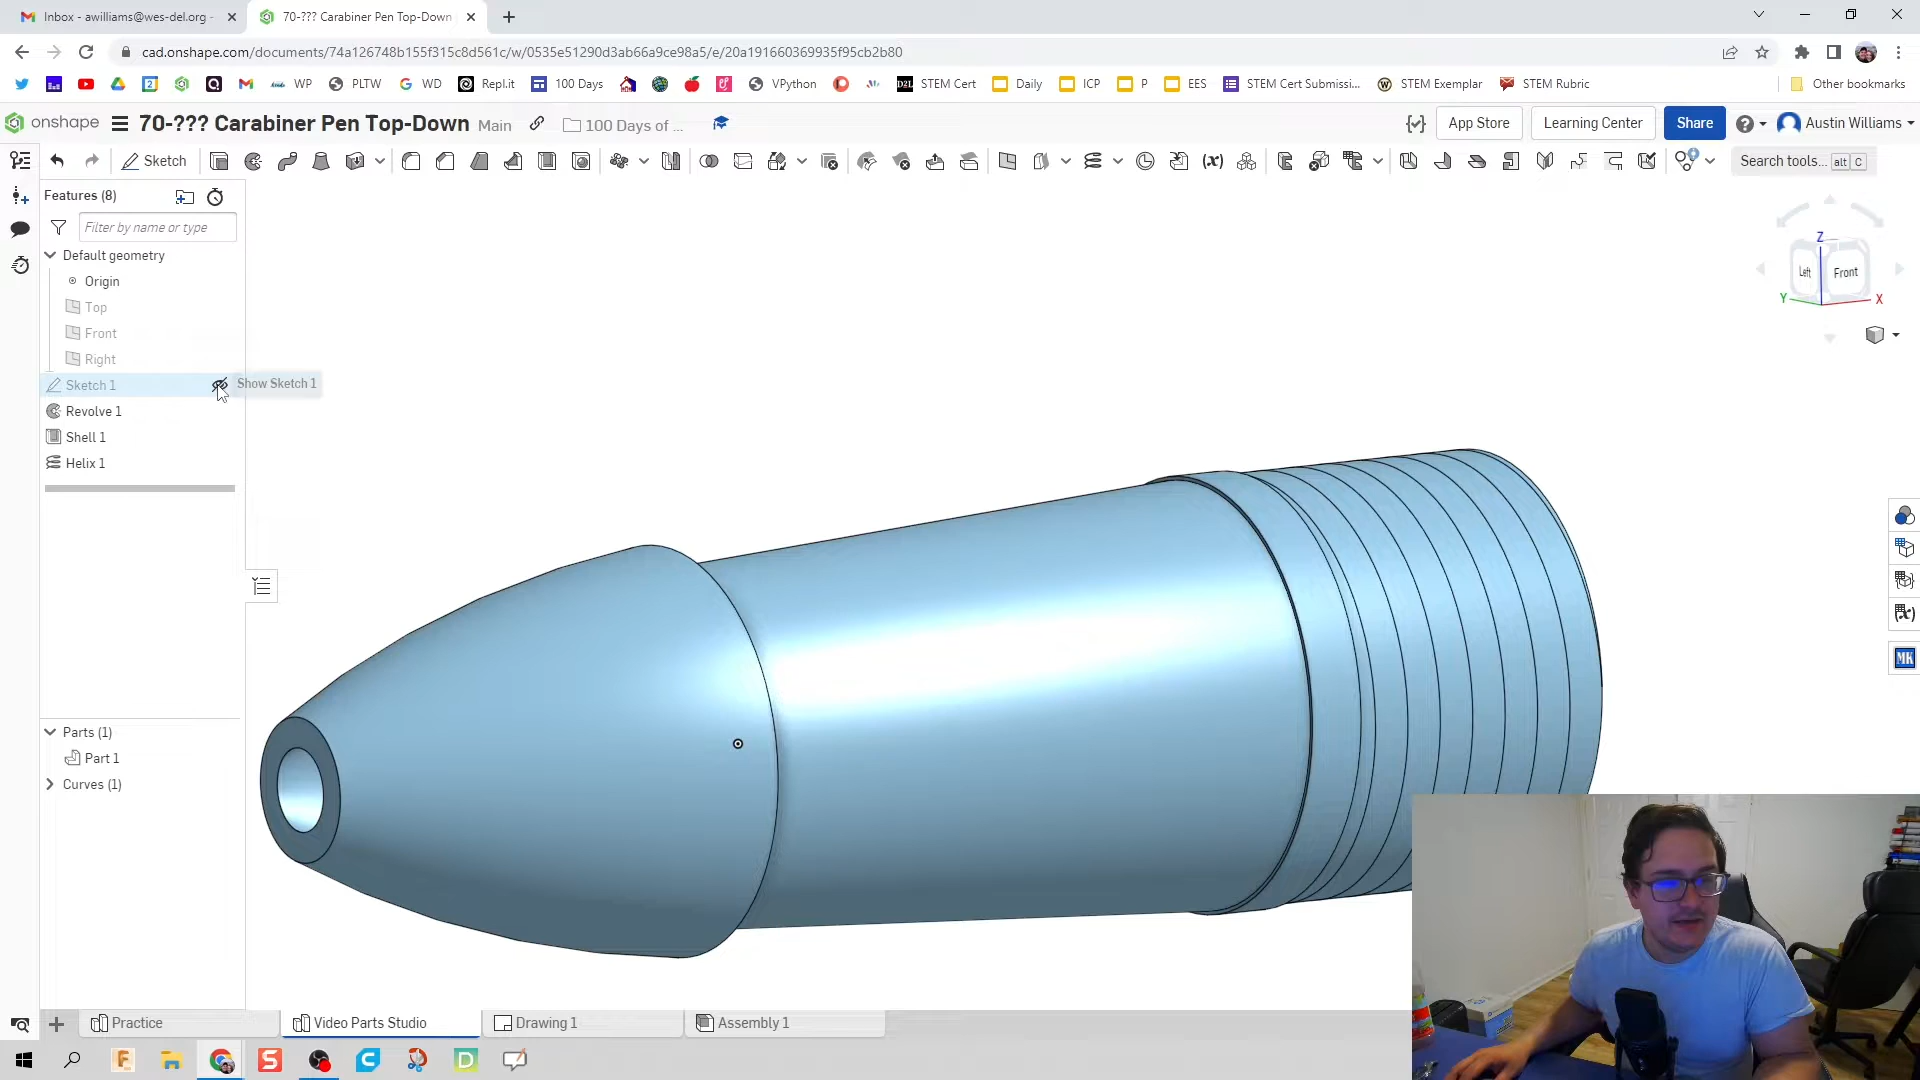 Inbox - awilliams@wes-del.org -
70-??? Carabiner Pen Top-Down
cad.onshape.com/documents/74a126748b155f315c8d561c/w/0535e51290d3ab66a9ce98a5/e/20a191660369935f95cb2b80
WP
PLTW
WD
Repl.it
100 Days
VPython
D2L
STEM Cert
Daily
ICP
P
EES
STEM Cert Submissi...
STEM Exemplar
STEM Rubric
Other bookmarks
onshape
70-??? Carabiner Pen Top-Down
Main
100 Days of ...
App Store
Learning Center
Share
Austin Williams
Sketch
(x)
Search tools...
alt
C
Features (8)
Filter by name or type
Default geometry
Origin
Top
Front
Right
Sketch 1
Show Sketch 1
Revolve 1
Shell 1
Helix 1
Z
Left
Front
Y
X
(x)
MK
Parts (1)
Part 1
Curves (1)
Practice
Video Parts Studio
Drawing 1
Assembly 1